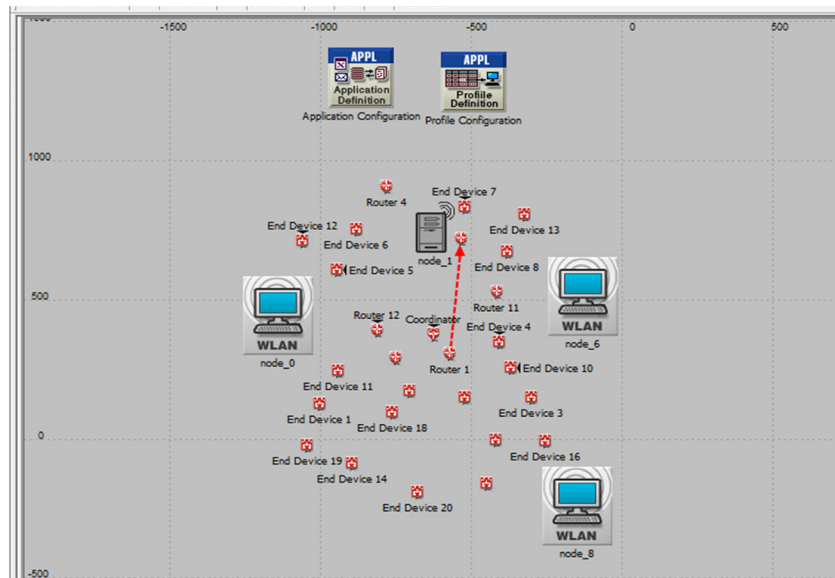 -1500
-1000
-500
0
500
APPL
Application
Definition
Application Configuration
APPL
Profile
Definition
Profile Configuration
1000
Router 4
End Device 7
End Device 12
End Device 6
End Device 13
node_1
End Device 8
End Device 5
500
Router 11
WLAN
node_0
WLAN
node_6
Router 12
Coordinator
End Device 4
Router 1
End Device 10
End Device 11
End Device 1
End Device 18
End Device 3
0
End Device 19
End Device 16
End Device 14
End Device 20
WLAN
node_8
-500